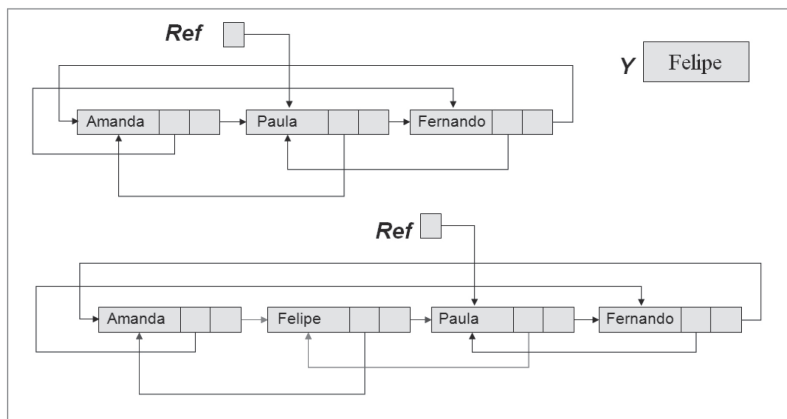 Ref
Y Felipe
Amanda Paula Fernando
Ref
Amanda Felipe Paula Fernando